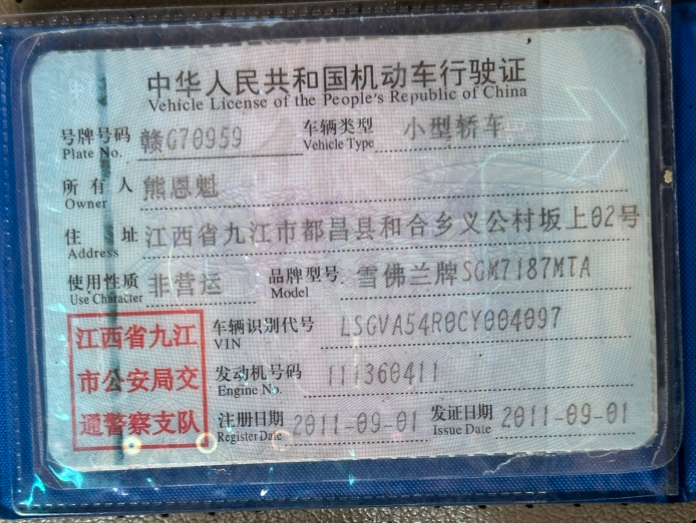 中华人民共和国机动车行驶证
Vehicle License of the People's Republic of China
号牌号码 赣G70959 车辆类型 小型轿车
Plate No. Vehicle Type
所有人 熊恩魁
Owner
住址 江西省九江市都昌县和合乡义公村坂上02号
Address
使用性质 非营运 品牌型号 雪佛兰牌SGM7187MTA
Use Character Model
江西省九江
市公安局交
通警察支队
车辆识别代号 LSGVA54R0CY004097
VIN
发动机号码 111360411
Engine No.
注册日期 2011-09-01 发证日期 2011-09-01
Register Date Issue Date